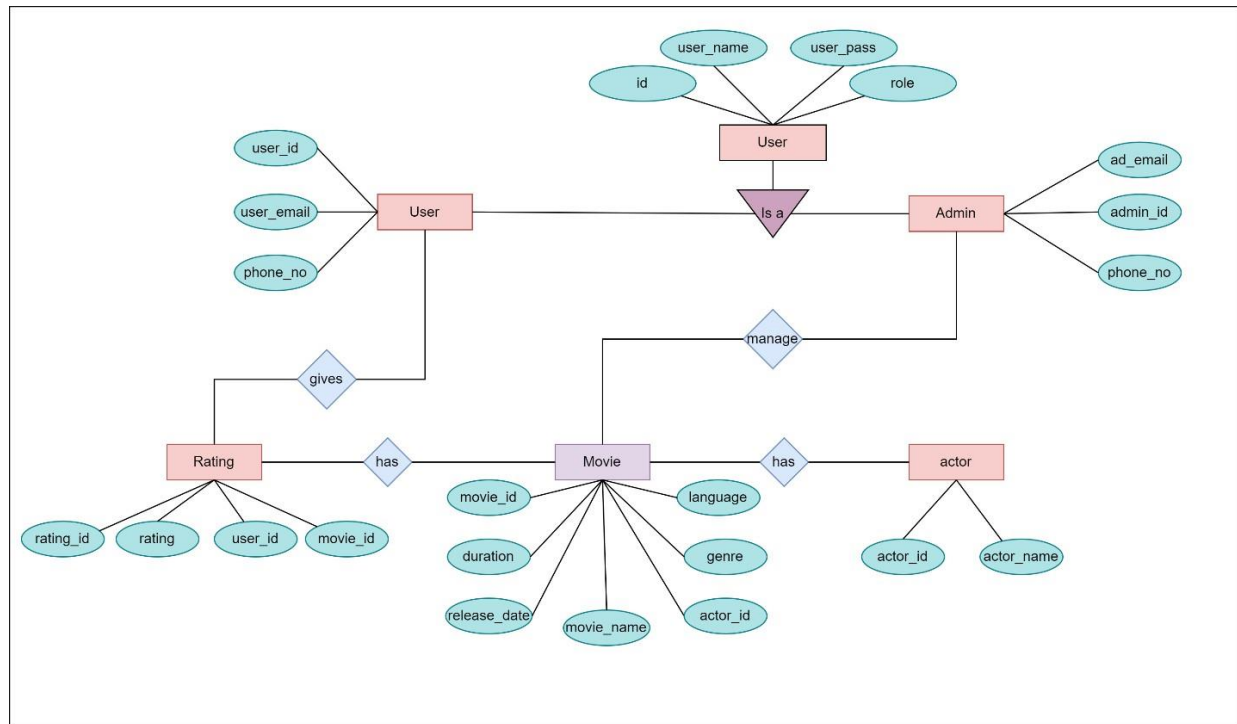 user_name
user_pass
id
role
User
user_id
user_email
phone_no
User
Is a
Admin
ad_email
admin_id
phone_no
manage
gives
Rating
has
Movie
has
actor
rating_id
rating
user_id
movie_id
movie_id
language
duration
genre
release_date
movie_name
actor_id
actor_id
actor_name